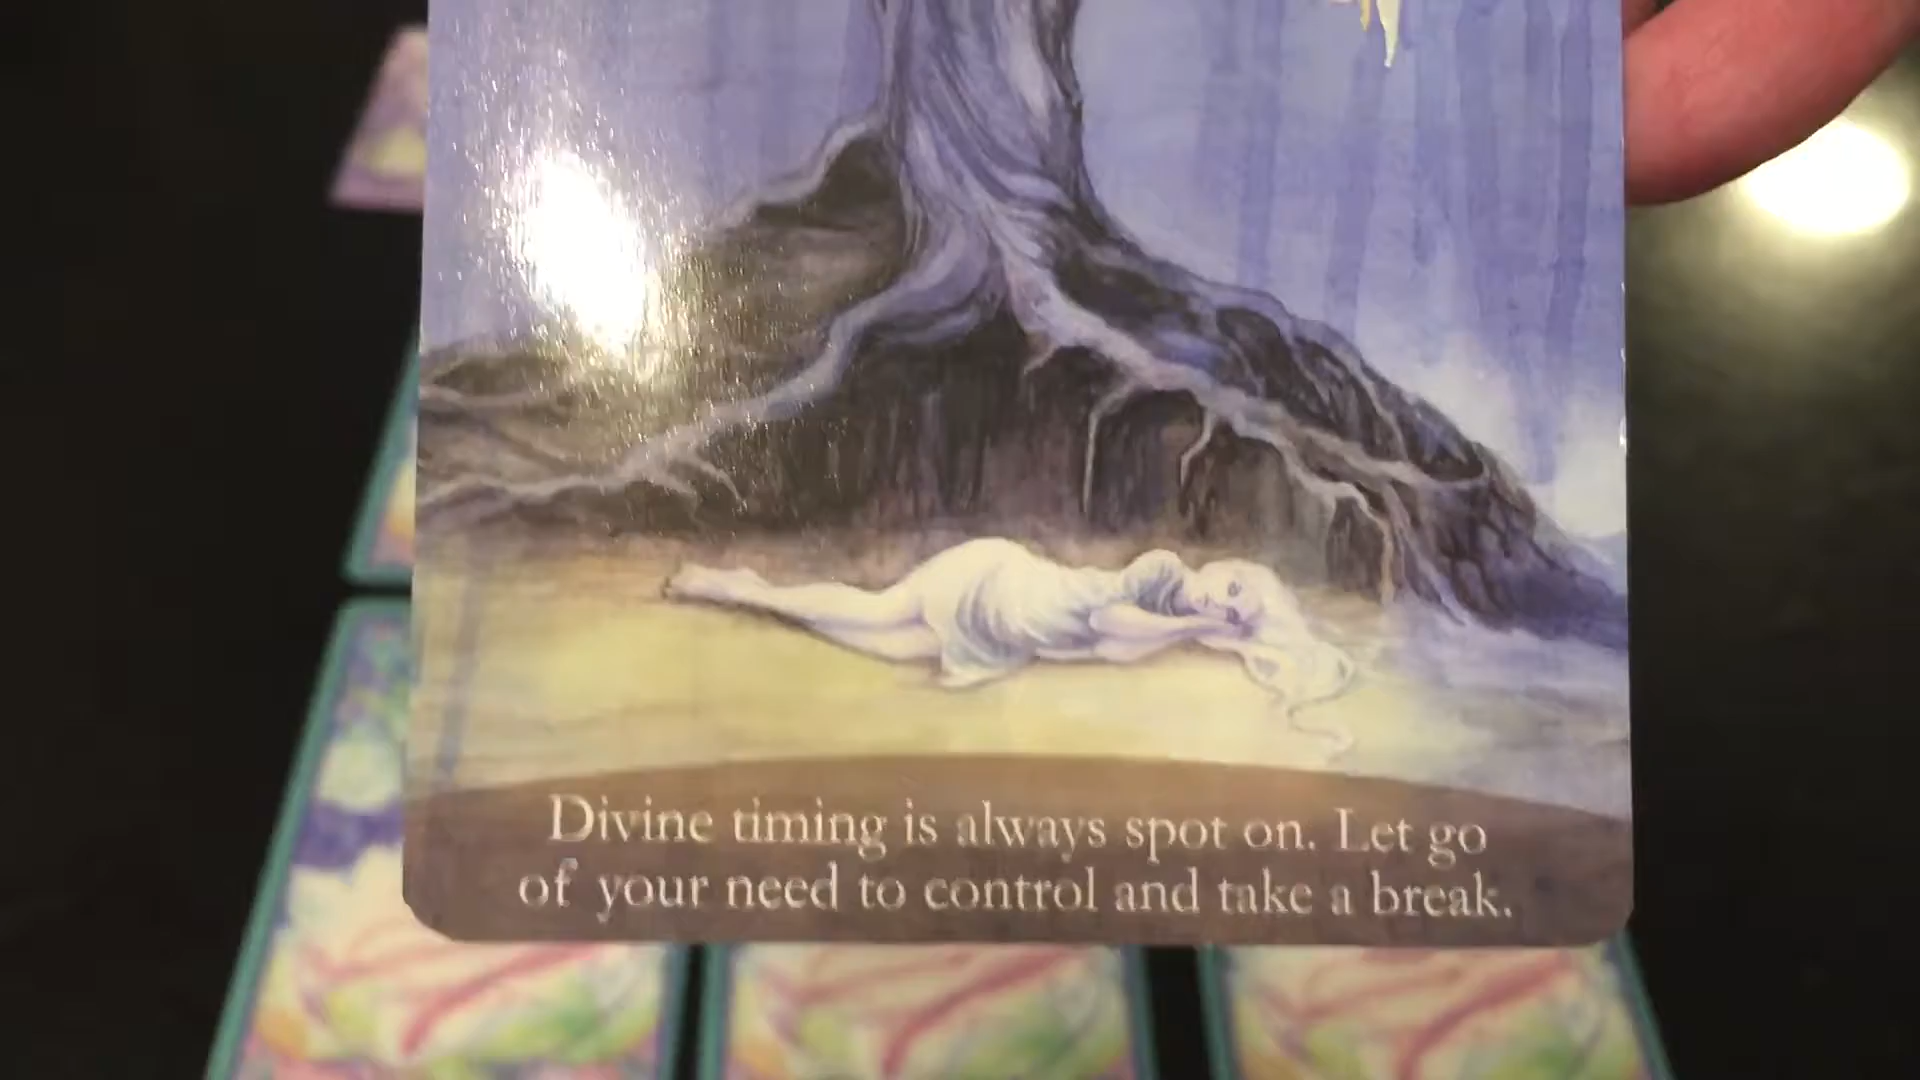 Divine timing is always spot on. Let go
of your need to control and take a break.